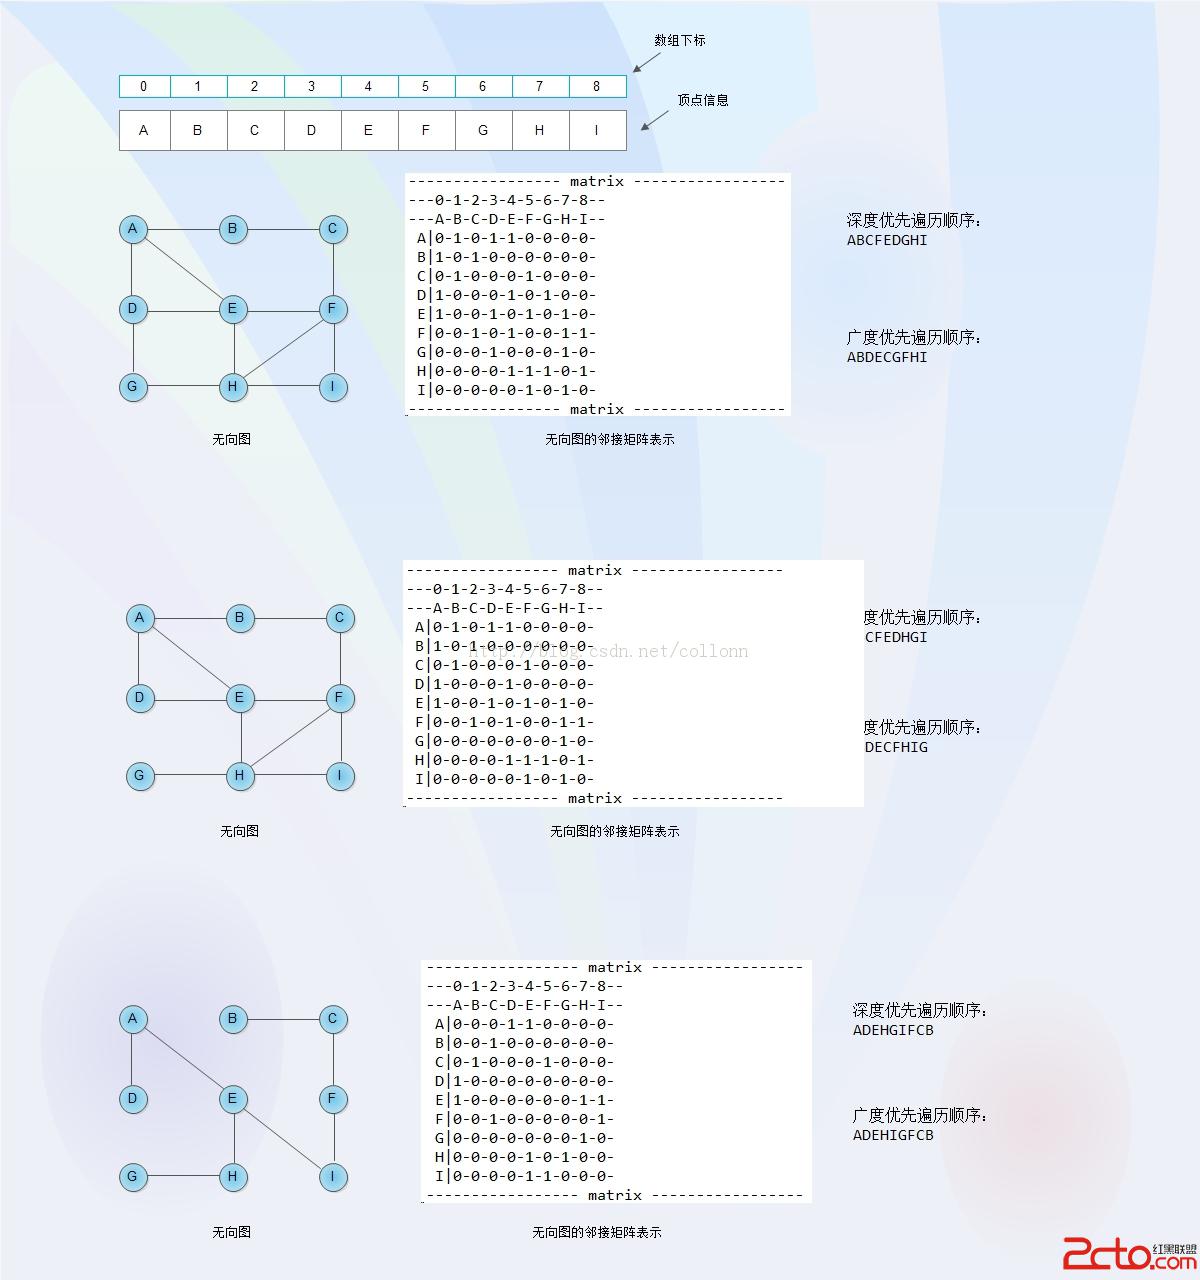 数组下标
0 1 2 3 4 5 6 7 8
顶点信息
A B C D E F G H I
----------------- matrix -----------------
---0-1-2-3-4-5-6-7-8--
---A-B-C-D-E-F-G-H-I--
A|0-1-0-1-1-0-0-0-0-
B|1-0-1-0-0-0-0-0-0-
C|0-1-0-0-0-1-0-0-0-
D|1-0-0-0-1-0-1-0-0-
E|1-0-0-1-0-1-0-1-0-
F|0-0-1-0-1-0-0-1-1-
G|0-0-0-1-0-0-0-1-0-
H|0-0-0-0-1-1-1-0-1-
I|0-0-0-0-0-1-0-1-0-
----------------- matrix -----------------
A B C
D E F
G H I
无向图
无向图的邻接矩阵表示
深度优先遍历顺序：
ABCFEDGHI
广度优先遍历顺序：
ABDECGFHI
----------------- matrix -----------------
---0-1-2-3-4-5-6-7-8--
---A-B-C-D-E-F-G-H-I--
A|0-1-0-1-1-0-0-0-0-
B|1-0-1-0-0-0-0-0-0-
http://blog.csdn.net/collonn
C|0-1-0-0-0-1-0-0-0-
D|1-0-0-0-1-0-0-0-0-
E|1-0-0-1-0-1-0-1-0-
F|0-0-1-0-1-0-0-1-1-
G|0-0-0-0-0-0-0-1-0-
H|0-0-0-0-1-1-1-0-1-
I|0-0-0-0-0-1-0-1-0-
----------------- matrix -----------------
A B C
D E F
G H I
无向图
无向图的邻接矩阵表示
度优先遍历顺序：
CFEDHGI
度优先遍历顺序：
DECFHIG
----------------- matrix -----------------
---0-1-2-3-4-5-6-7-8--
---A-B-C-D-E-F-G-H-I--
A|0-0-0-1-1-0-0-0-0-
B|0-0-1-0-0-0-0-0-0-
C|0-1-0-0-0-1-0-0-0-
D|1-0-0-0-0-0-0-0-0-
E|1-0-0-0-0-0-0-1-1-
F|0-0-1-0-0-0-0-0-1-
G|0-0-0-0-0-0-0-1-0-
H|0-0-0-0-1-0-1-0-0-
I|0-0-0-0-1-1-0-0-0-
----------------- matrix -----------------
A B C
D E F
G H I
无向图
无向图的邻接矩阵表示
深度优先遍历顺序：
ADEHGIFCB
广度优先遍历顺序：
ADEHIGFCB
2cto.com
红黑联盟